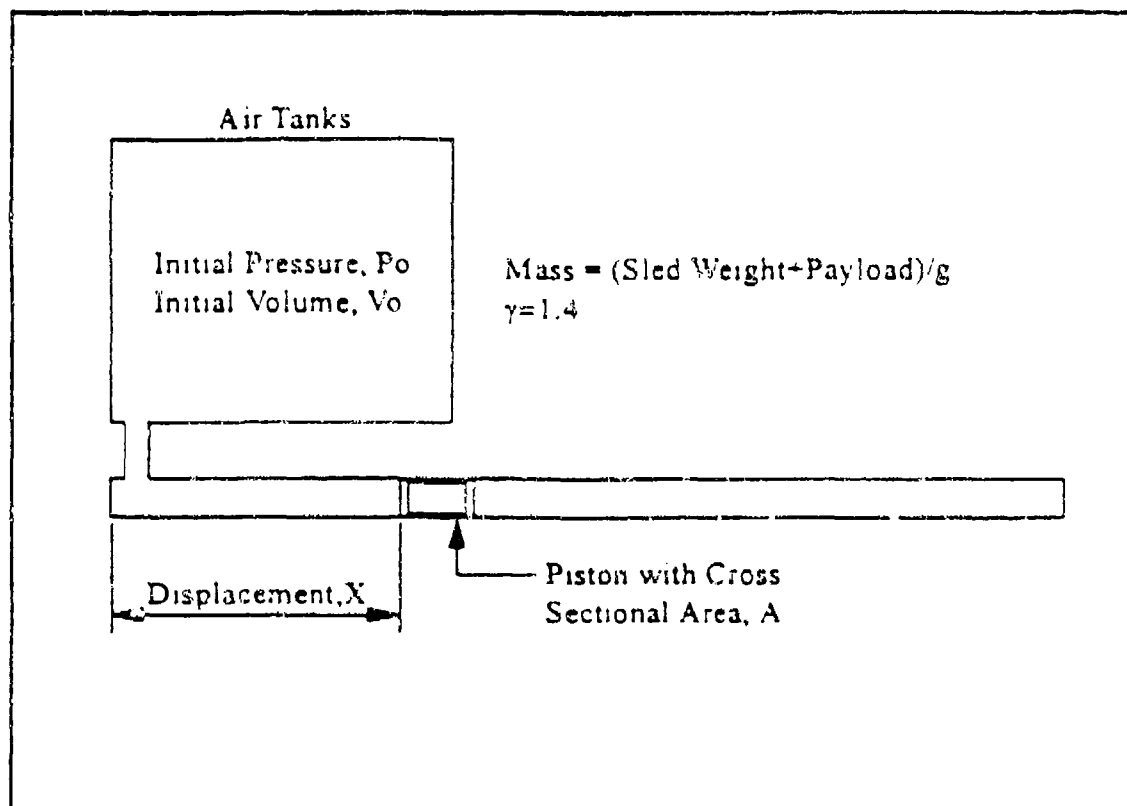 Air Tanks
Initial Pressure, Po
Initial Volume, Vo
Mass = (Sled Weight+Payload)/g
γ=1.4
Displacement,X
Piston with Cross
Sectional Area, A